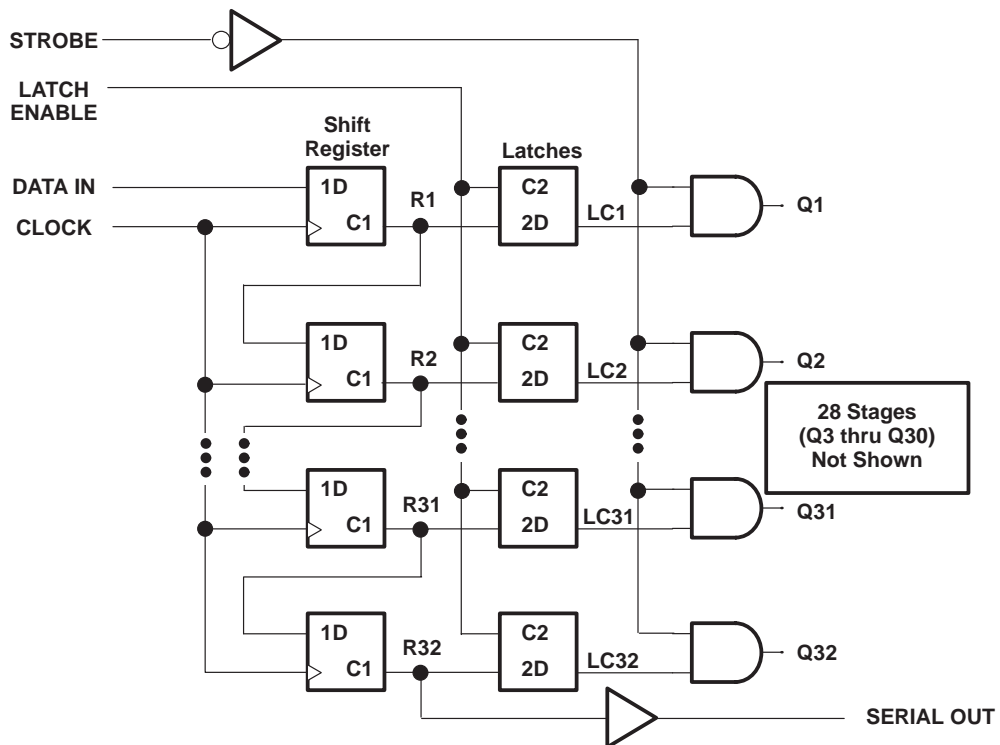 STROBE
LATCH
ENABLE
Shift
Register
Latches
DATA IN
1D
R1
C2
CLOCK
C1
2D
LC1
Q1
1D
R2
C2
C1
2D
LC2
Q2
28 Stages
(Q3 thru Q30)
Not Shown
1D
R31
C2
C1
2D
LC31
Q31
1D
R32
C2
C1
2D
LC32
Q32
SERIAL OUT